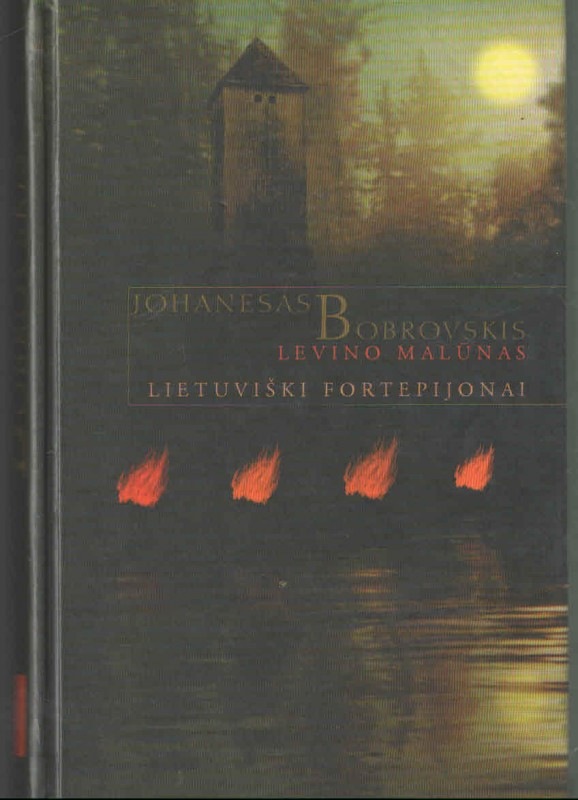 JOHANESAS
BOBROVSKIS
LEVINO MALŪNAS
LIETUVIŠKI FORTEPIJONAI